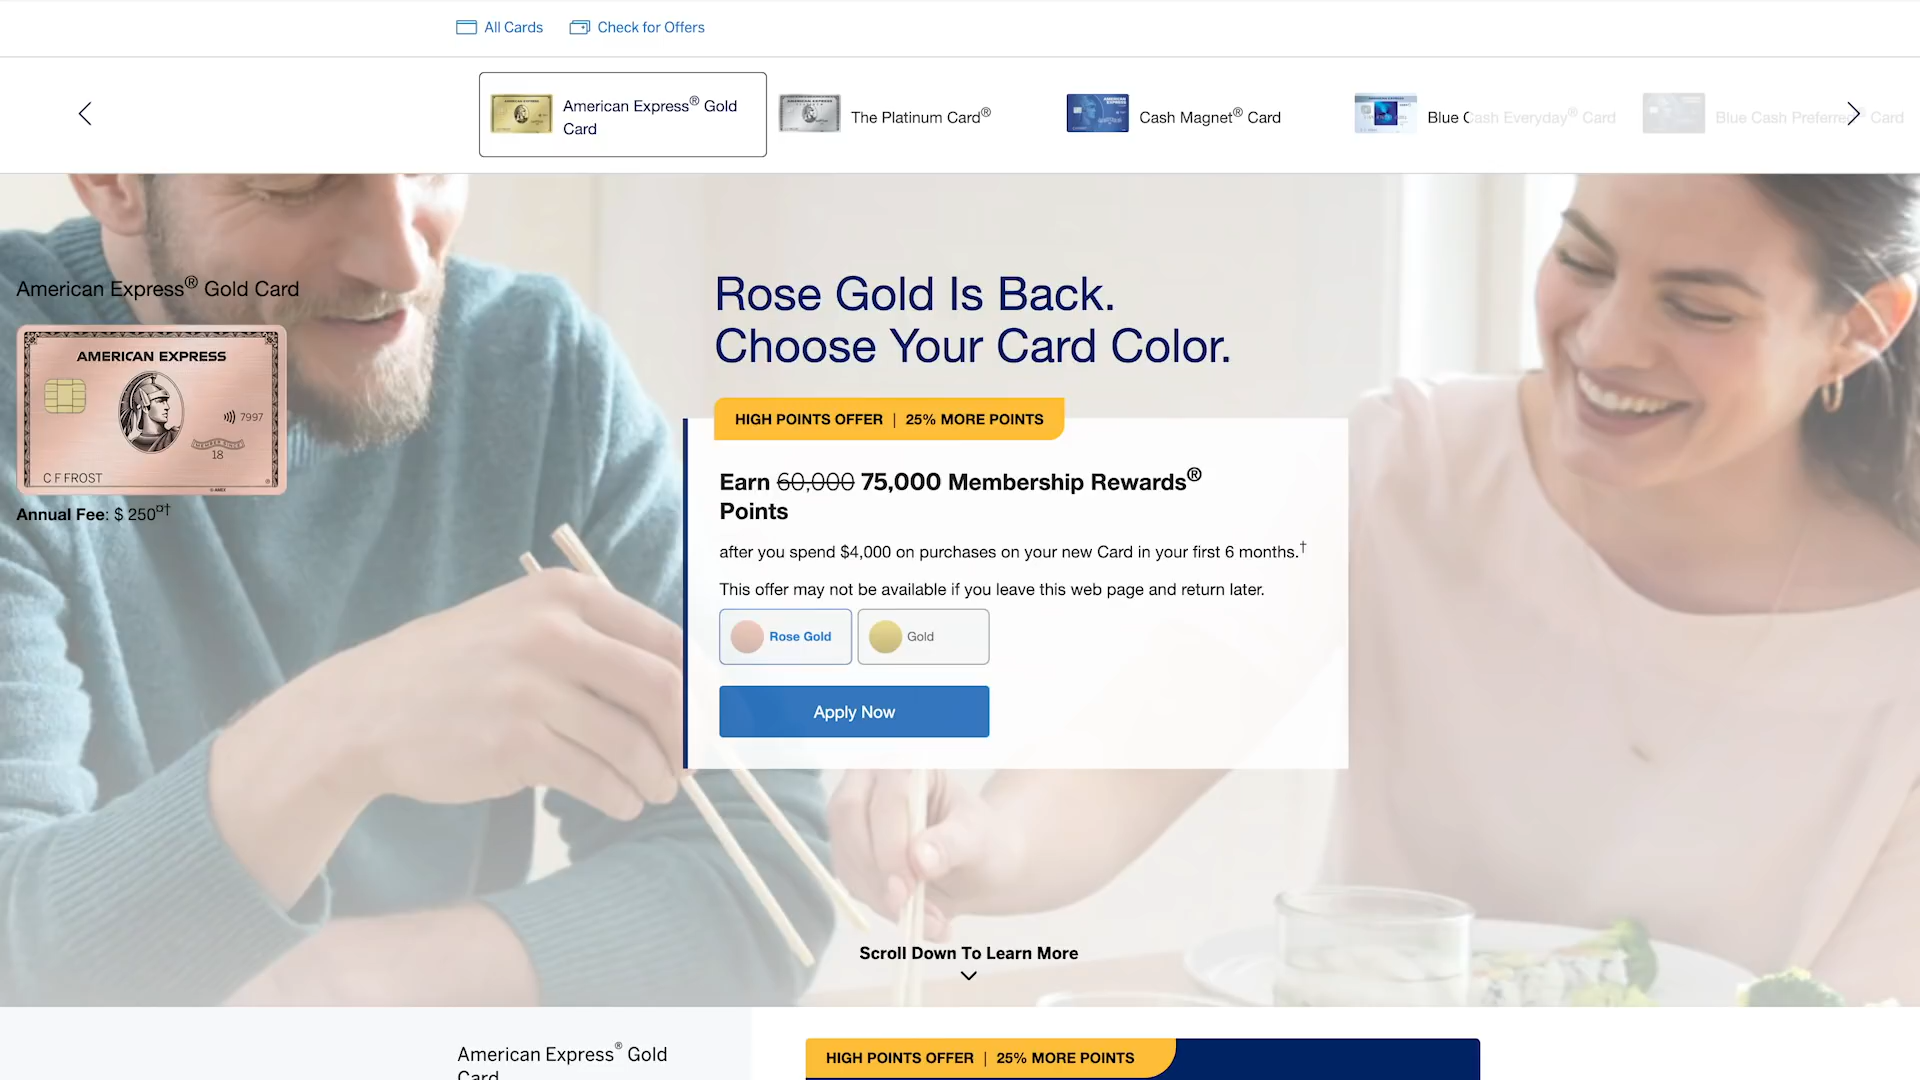 All Cards
Check for Offers
American Express® Gold
Card
The Platinum Card®
Cash Magnet® Card
Blue Cash Everyday® Card
Blue Cash Preferred® Card
American Express® Gold Card
AMERICAN EXPRESS
7997
MEMBER SINCE
18
C F FROST
Annual Fee: $ 250¤†
Rose Gold Is Back.
Choose Your Card Color.
HIGH POINTS OFFER | 25% MORE POINTS
Earn 60,000 75,000 Membership Rewards®
Points
after you spend $4,000 on purchases on your new Card in your first 6 months.†
This offer may not be available if you leave this web page and return later.
Rose Gold
Gold
Apply Now
Scroll Down To Learn More
American Express® Gold
Card
HIGH POINTS OFFER | 25% MORE POINTS